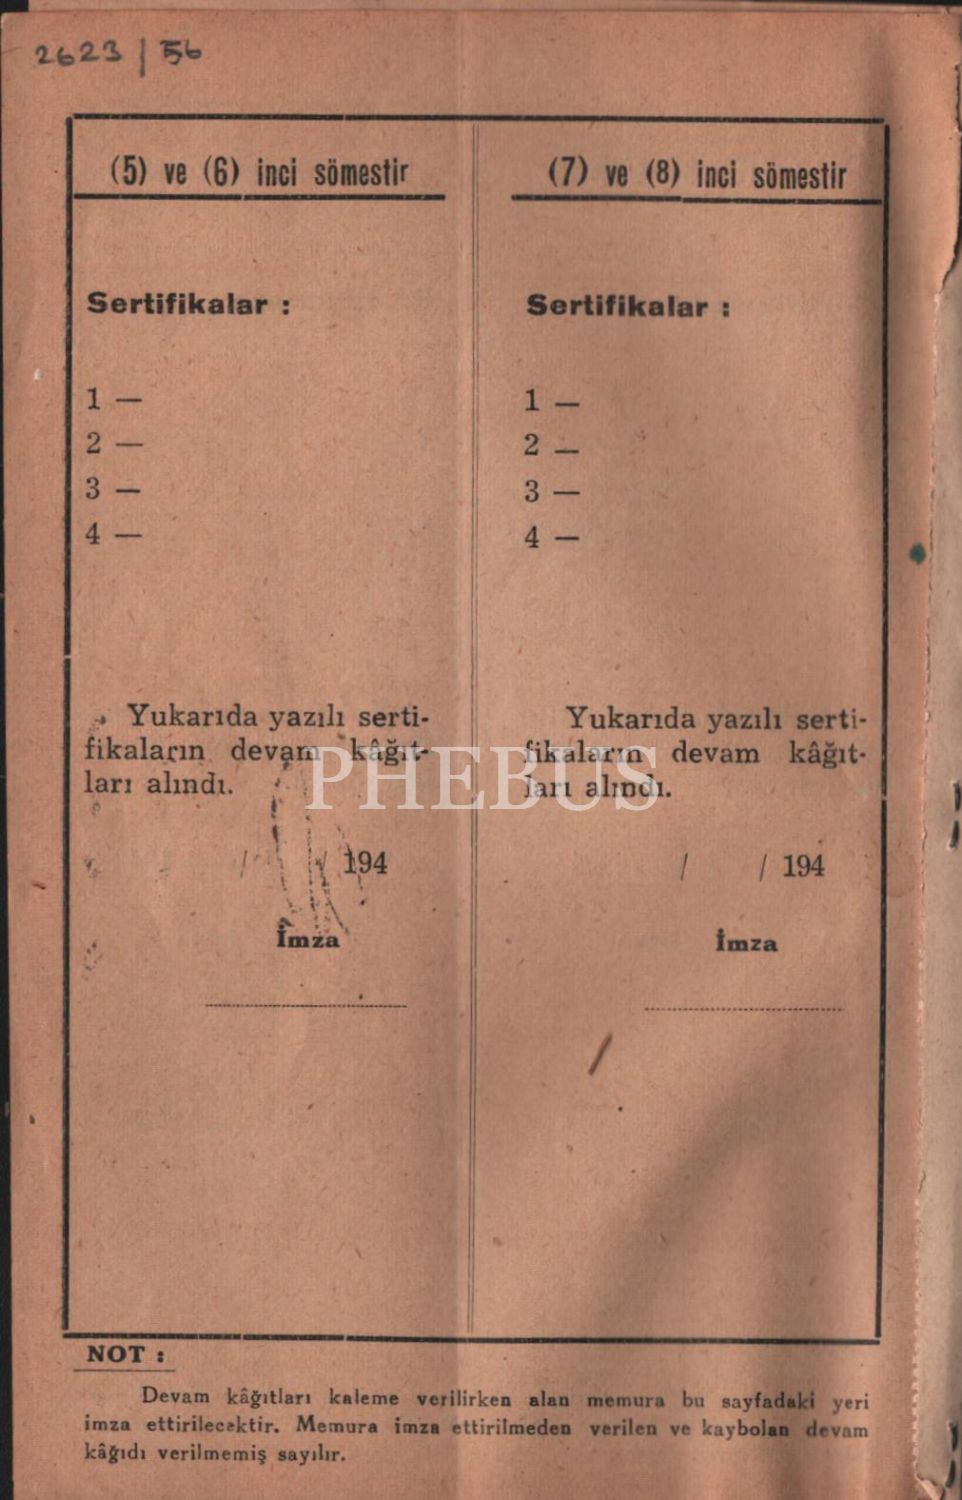 2623 / 56
(5) ve (6) inci sömestir
Sertifikalar :
1 —
2 —
3 —
4 —
Yukarıda yazılı serti-
fikaların devam kâğıt-
ları alındı.
/ / 194
İmza
(7) ve (8) inci sömestir
Sertifikalar :
1 —
2 —
3 —
4 —
Yukarıda yazılı serti-
fikaların devam kâğıt-
ları alındı.
/ / 194
İmza
PHEBUS
NOT :
Devam kâğıtları kaleme verilirken alan memura bu sayfadaki yeri
imza ettirilecektir. Memura imza ettirilmeden verilen ve kaybolan devam
kâğıdı verilmemiş sayılır.